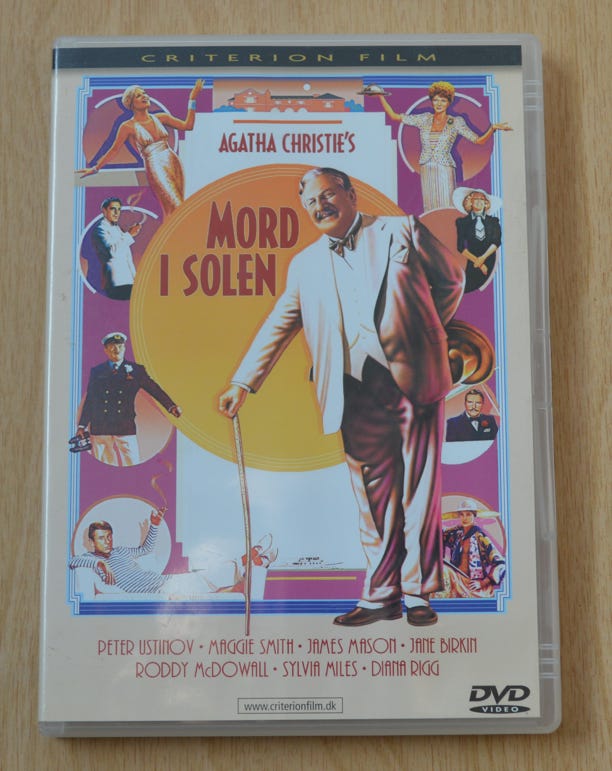 CRITERION FILM
AGATHA CHRISTIE'S
MORD
I SOLEN
PETER USTINOV • MAGGIE SMITH • JAMES MASON • JANE BIRKIN
RODDY McDOWALL • SYLVIA MILES • DIANA RIGG
www.criterionfilm.dk
DVD
VIDEO